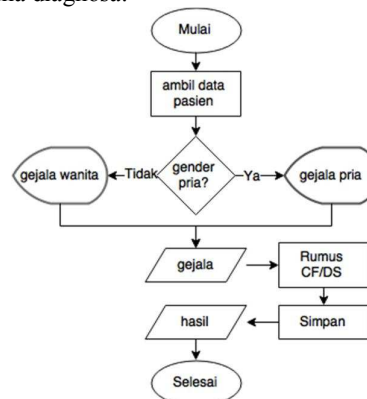 diagnosa.
Mulai
ambil data
pasien
gender
pria?
Tidak
Ya
gejala wanita
gejala pria
gejala
Rumus
CF/DS
hasil
Simpan
Selesai